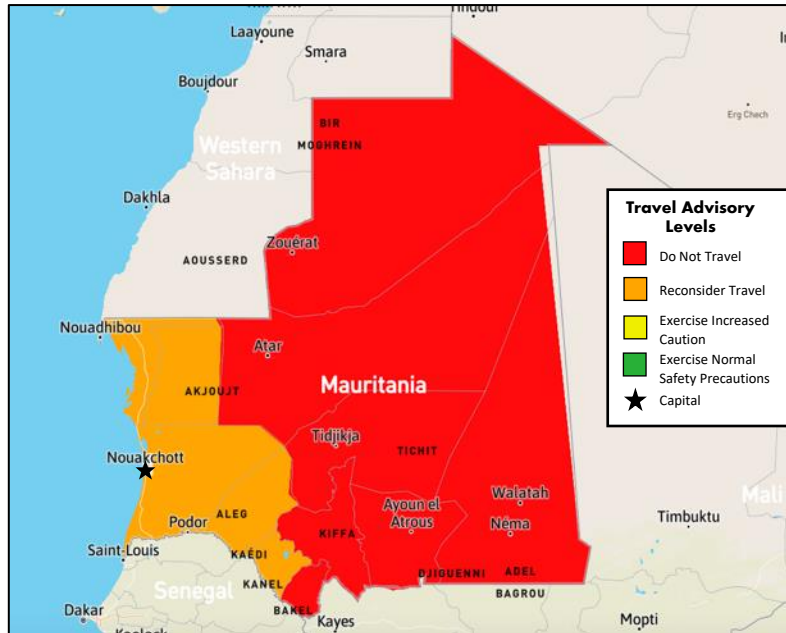 Laayoune
Smara
Boujdour
Erg Chech
BIR
MOGHREIN
Western
Sahara
Dakhla
Zouérat
AOUSSERD
Travel Advisory
Levels
Do Not Travel
Reconsider Travel
Exercise Increased
Caution
Exercise Normal
Safety Precautions
Capital
Nouadhibou
Atar
AKJOUJT
Mauritania
Tidjikja
TICHIT
Nouakchott
Walatah
Mali
Ayoun el
Atrous
ALEG
Podor
KIFFA
Néma
Timbuktu
Saint-Louis
KAÉDI
DJIGUENNI
ADEL
KANEL
BAGROU
Senegal
BAKEL
Dakar
Kayes
Mopti